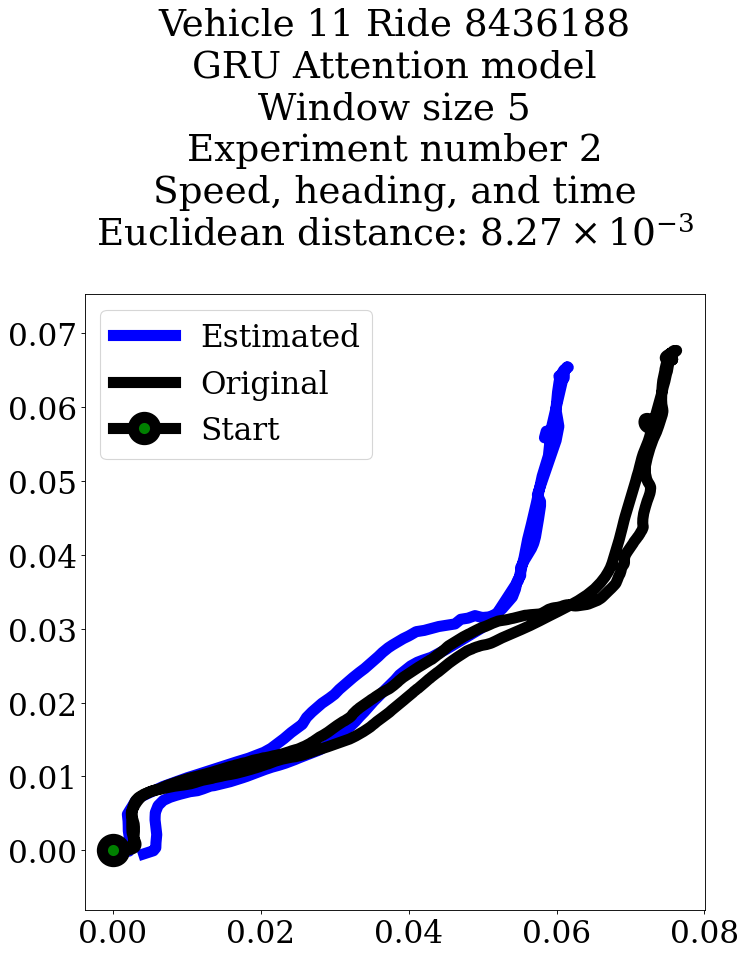 Vehicle 11 Ride 8436188
GRU Attention model
Window size 5
Experiment number 2
Speed, heading, and time
Euclidean distance: 8.27 × 10⁻³
Estimated
Original
Start
0.07
0.06
0.05
0.04
0.03
0.02
0.01
0.00
0.00 0.02 0.04 0.06 0.08